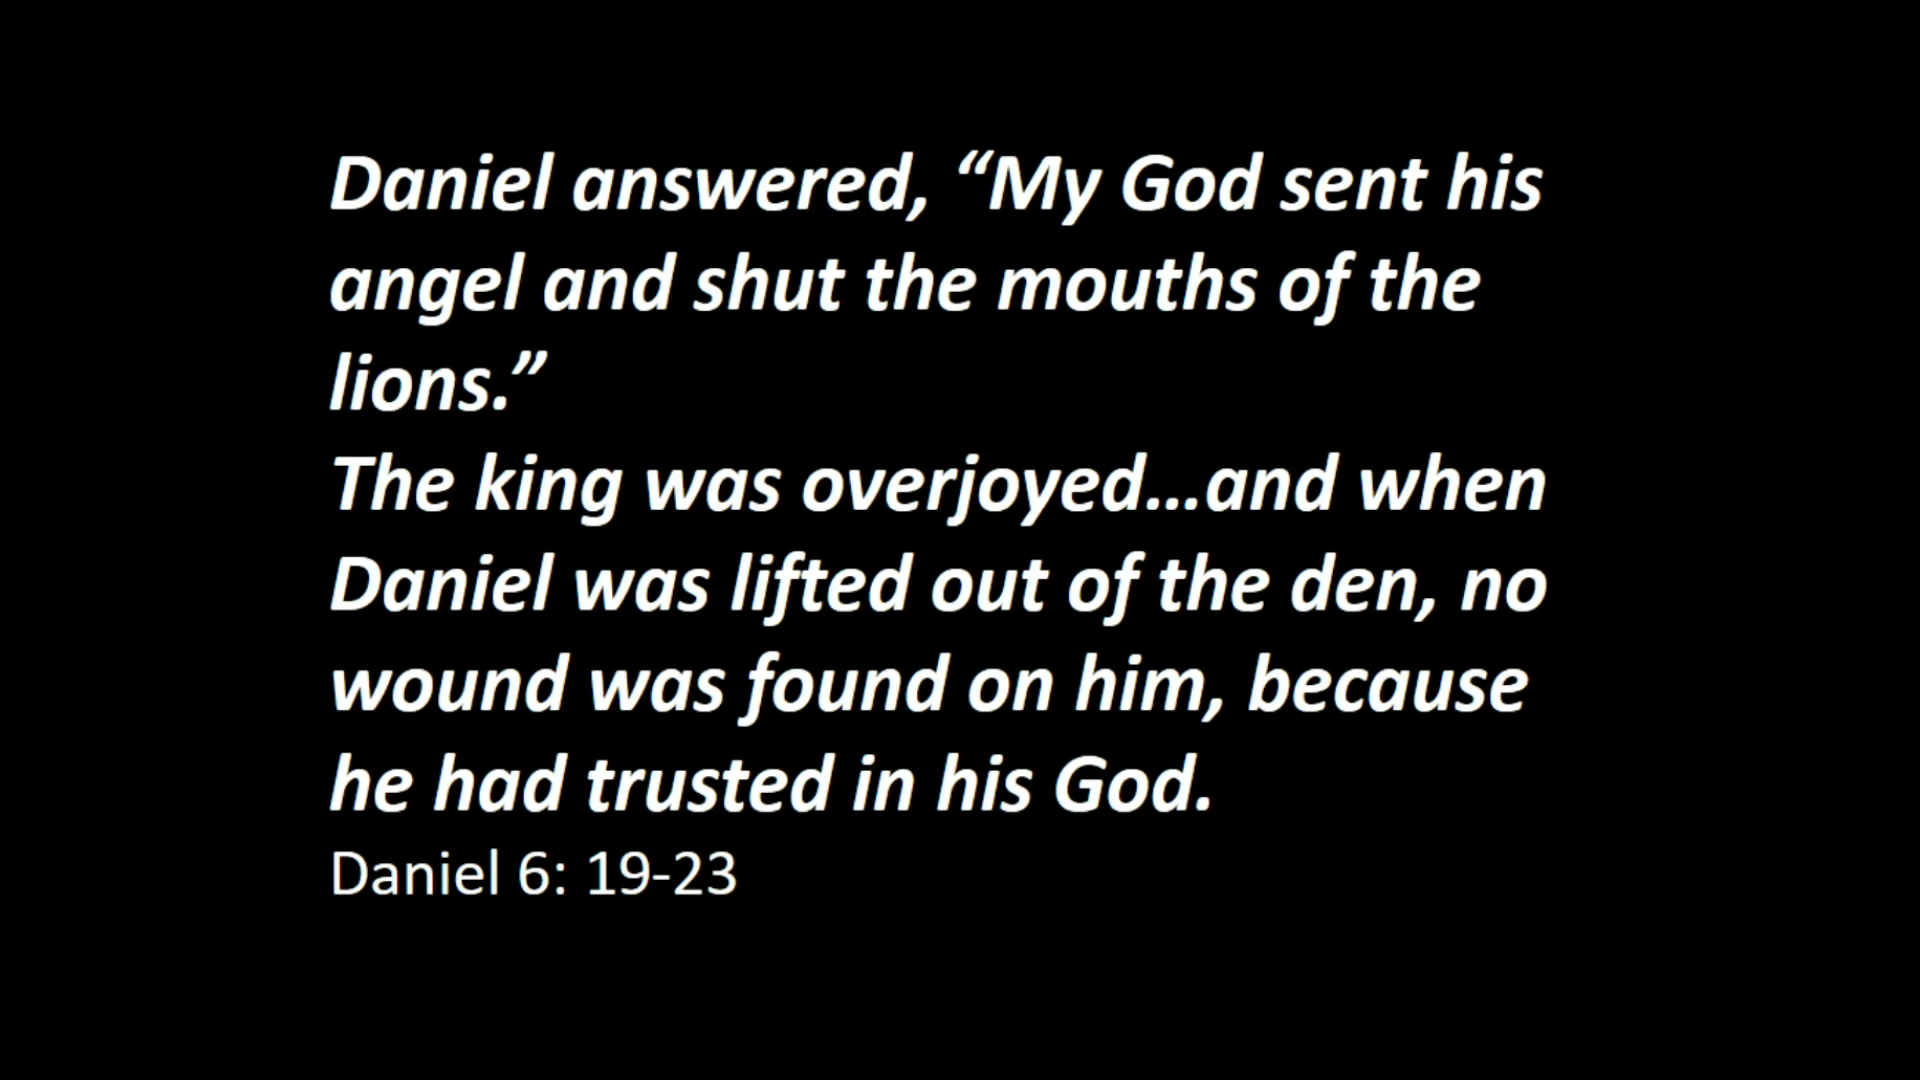 Daniel answered, “My God sent his
angel and shut the mouths of the
lions.”
The king was overjoyed...and when
Daniel was lifted out of the den, no
wound was found on him, because
he had trusted in his God.
Daniel 6: 19-23